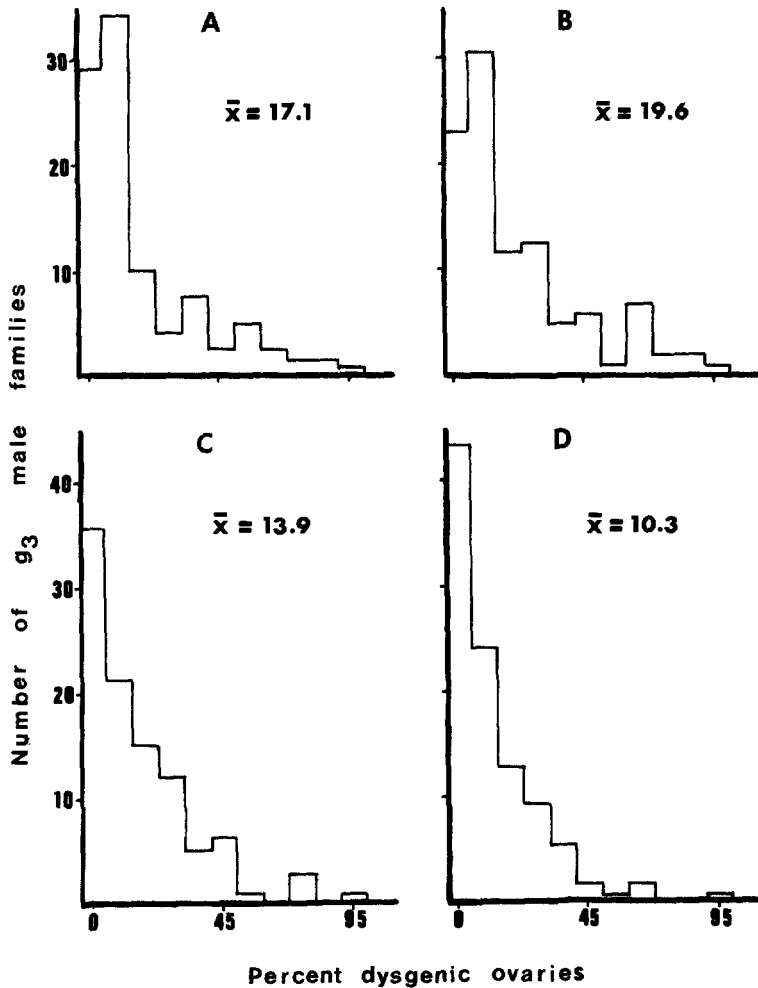 A
B
30
20
10
x̄ = 17.1
x̄ = 19.6
Number of g3 male families
C
D
40
30
20
10
x̄ = 13.9
x̄ = 10.3
0 45 95
0 45 95
Percent dysgenic ovaries